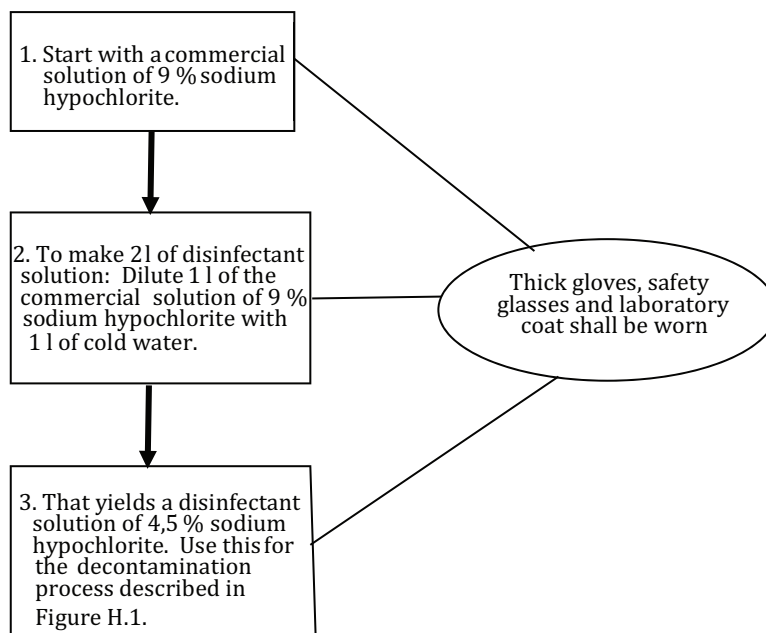 1. Start with a commercial
solution of 9 % sodium
hypochlorite.
2. To make 2 l of disinfectant
solution: Dilute 1 l of the
commercial solution of 9 %
sodium hypochlorite with
1 l of cold water.
Thick gloves, safety
glasses and laboratory
coat shall be worn
3. That yields a disinfectant
solution of 4,5 % sodium
hypochlorite. Use this for
the decontamination
process described in
Figure H.1.